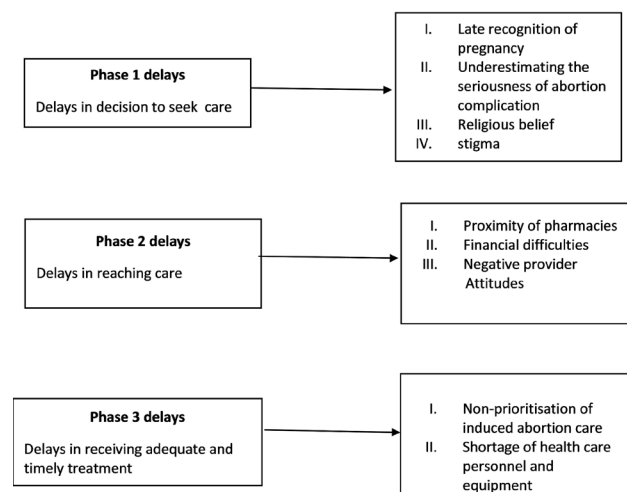 Phase 1 delays
Delays in decision to seek care
I. Late recognition of
pregnancy
II. Underestimating the
seriousness of abortion
complication
III. Religious belief
IV. stigma
Phase 2 delays
Delays in reaching care
I. Proximity of pharmacies
II. Financial difficulties
III. Negative provider
Attitudes
Phase 3 delays
Delays in receiving adequate and
timely treatment
I. Non-prioritisation of
induced abortion care
II. Shortage of health care
personnel and
equipment